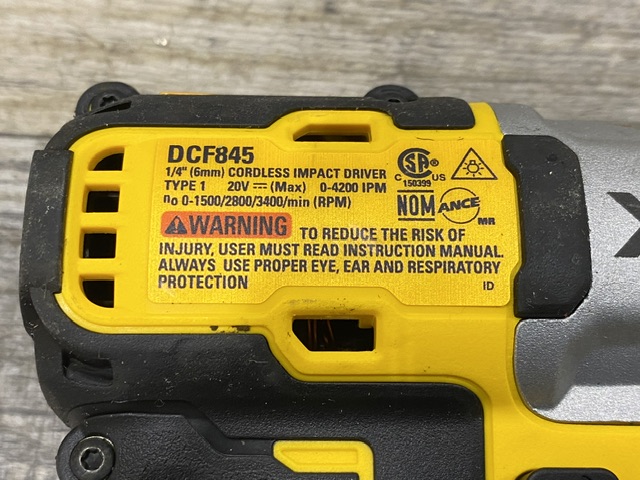 DCF845
1/4" (6mm) CORDLESS IMPACT DRIVER
TYPE 1 20V ⎓ (Max) 0-4200 IPM
n₀ 0-1500/2800/3400/min (RPM)
C SA ® US
150399
NOM ANCE MR
⚠WARNING TO REDUCE THE RISK OF
INJURY, USER MUST READ INSTRUCTION MANUAL.
ALWAYS USE PROPER EYE, EAR AND RESPIRATORY
PROTECTION
ID
X